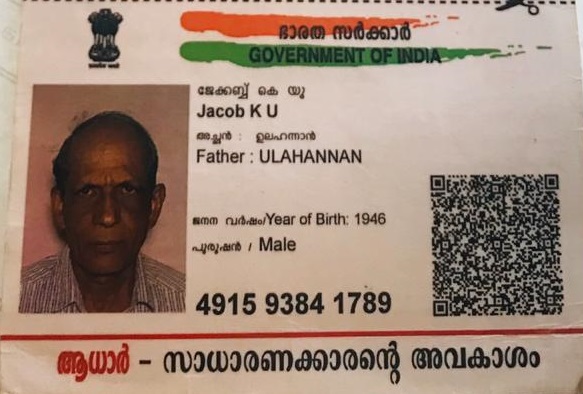 ഭാരത സർക്കാർ
GOVERNMENT OF INDIA
ജേക്കബ്ബ് കെ യു
Jacob K U
അച്ഛൻ : ഉലഹന്നാൻ
Father : ULAHANNAN
ജനന വർഷം/Year of Birth: 1946
പുരുഷൻ / Male
4915 9384 1789
ആധാർ - സാധാരണക്കാരന്റെ അവകാശം